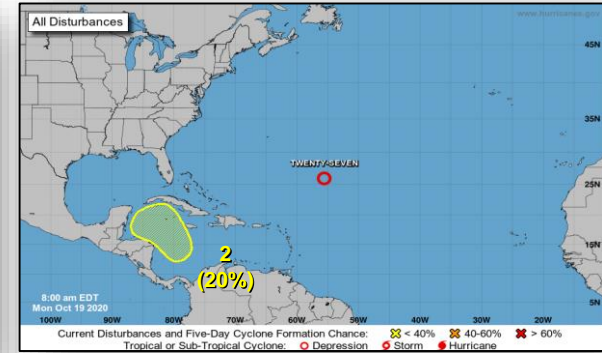 All Disturbances
www.hurricanes.gov
45N
35N
TWENTY-SEVEN
25N
15N
2
(20%)
8:00 am EDT
Mon Oct 19 2020
5N
100W 90W 80W 70W 60W 50W 40W 30W 20W
Current Disturbances and Five-Day Cyclone Formation Chance: < 40% 40-60% > 60%
Tropical or Sub-Tropical Cyclone: Depression Storm Hurricane